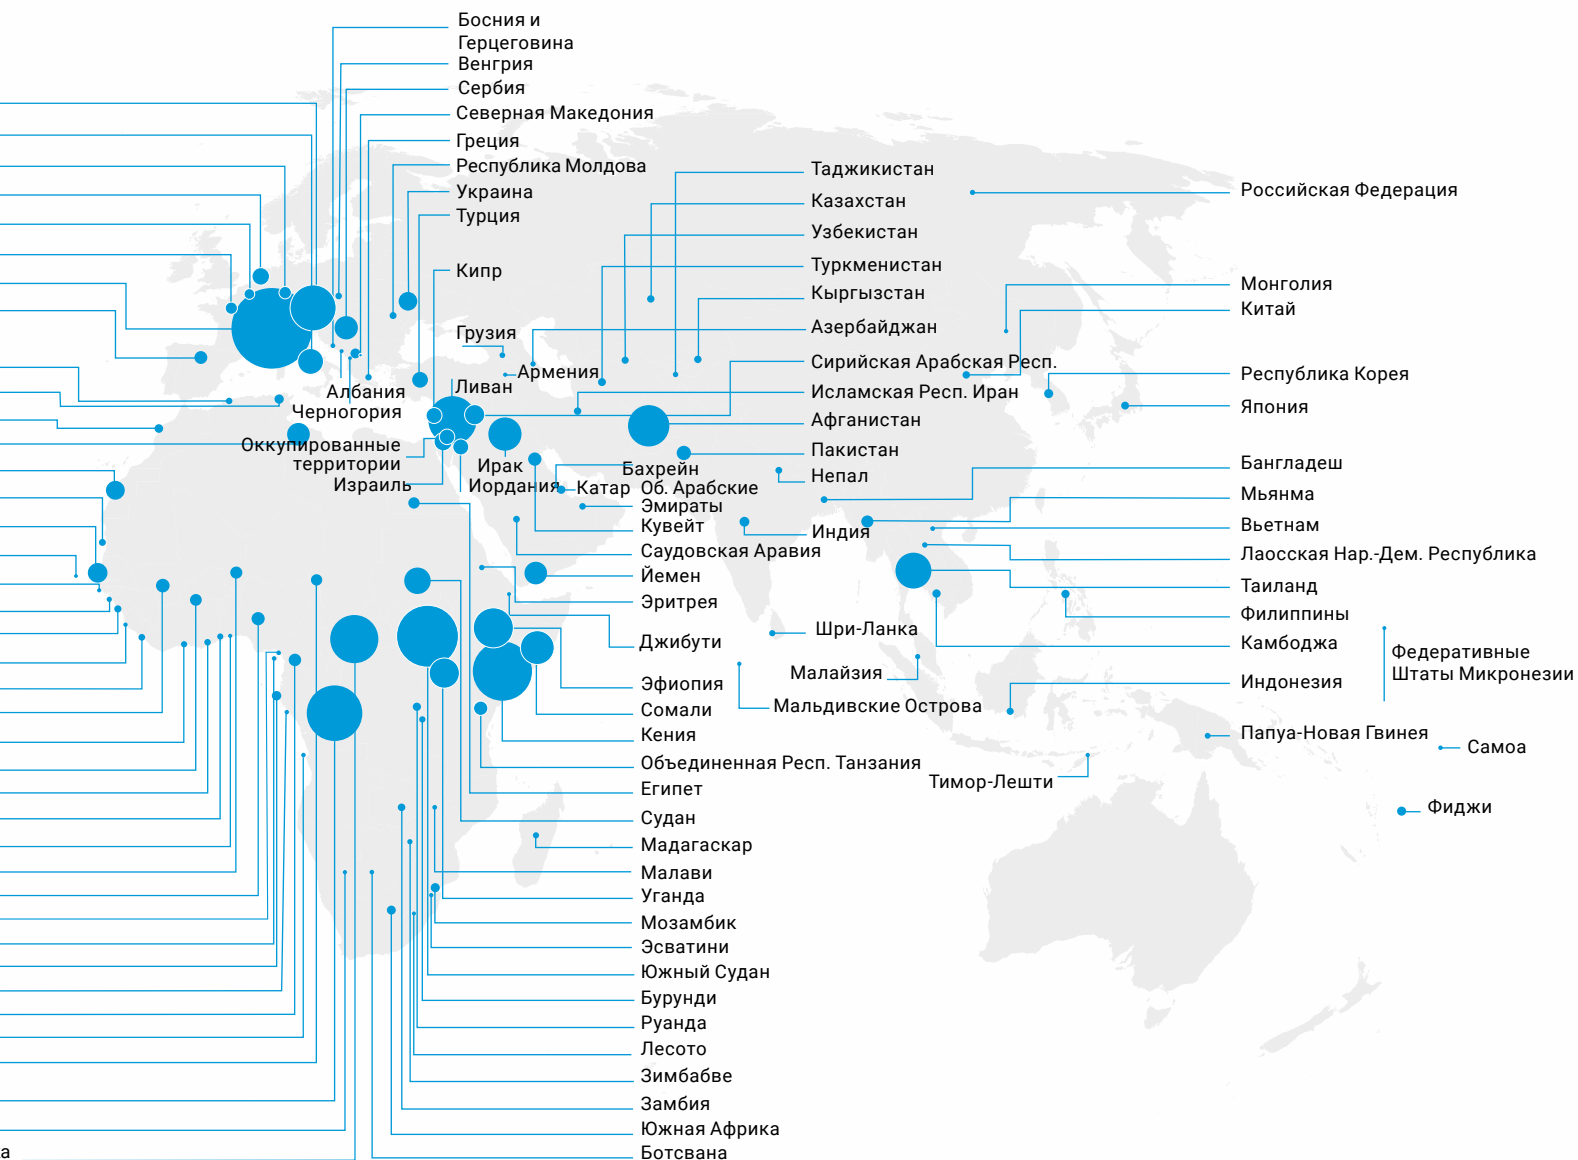 Босния и
Герцеговина
Венгрия
Сербия
Северная Македония
Греция
Республика Молдова
Украина
Турция
Кипр
Грузия
Армения
Ливан
Албания
Черногория
Оккупированные
территории
Израиль
Ирак
Иордания
Катар
Бахрейн
Об. Арабские
Эмираты
Кувейт
Саудовская Аравия
Йемен
Эритрея
Джибути
Эфиопия
Сомали
Кения
Объединенная Респ. Танзания
Египет
Судан
Мадагаскар
Малави
Уганда
Мозамбик
Эсватини
Южный Судан
Бурунди
Руанда
Лесото
Зимбабве
Замбия
Южная Африка
Ботсвана
Таджикистан
Казахстан
Узбекистан
Туркменистан
Кыргызстан
Азербайджан
Сирийская Арабская Респ.
Исламская Респ. Иран
Афганистан
Пакистан
Непал
Индия
Шри-Ланка
Малайзия
Мальдивские Острова
Тимор-Лешти
Российская Федерация
Монголия
Китай
Республика Корея
Япония
Бангладеш
Мьянма
Вьетнам
Лаосская Нар.-Дем. Республика
Таиланд
Филиппины
Камбоджа
Индонезия
Федеративные
Штаты Микронезии
Папуа-Новая Гвинея
Самоа
Фиджи